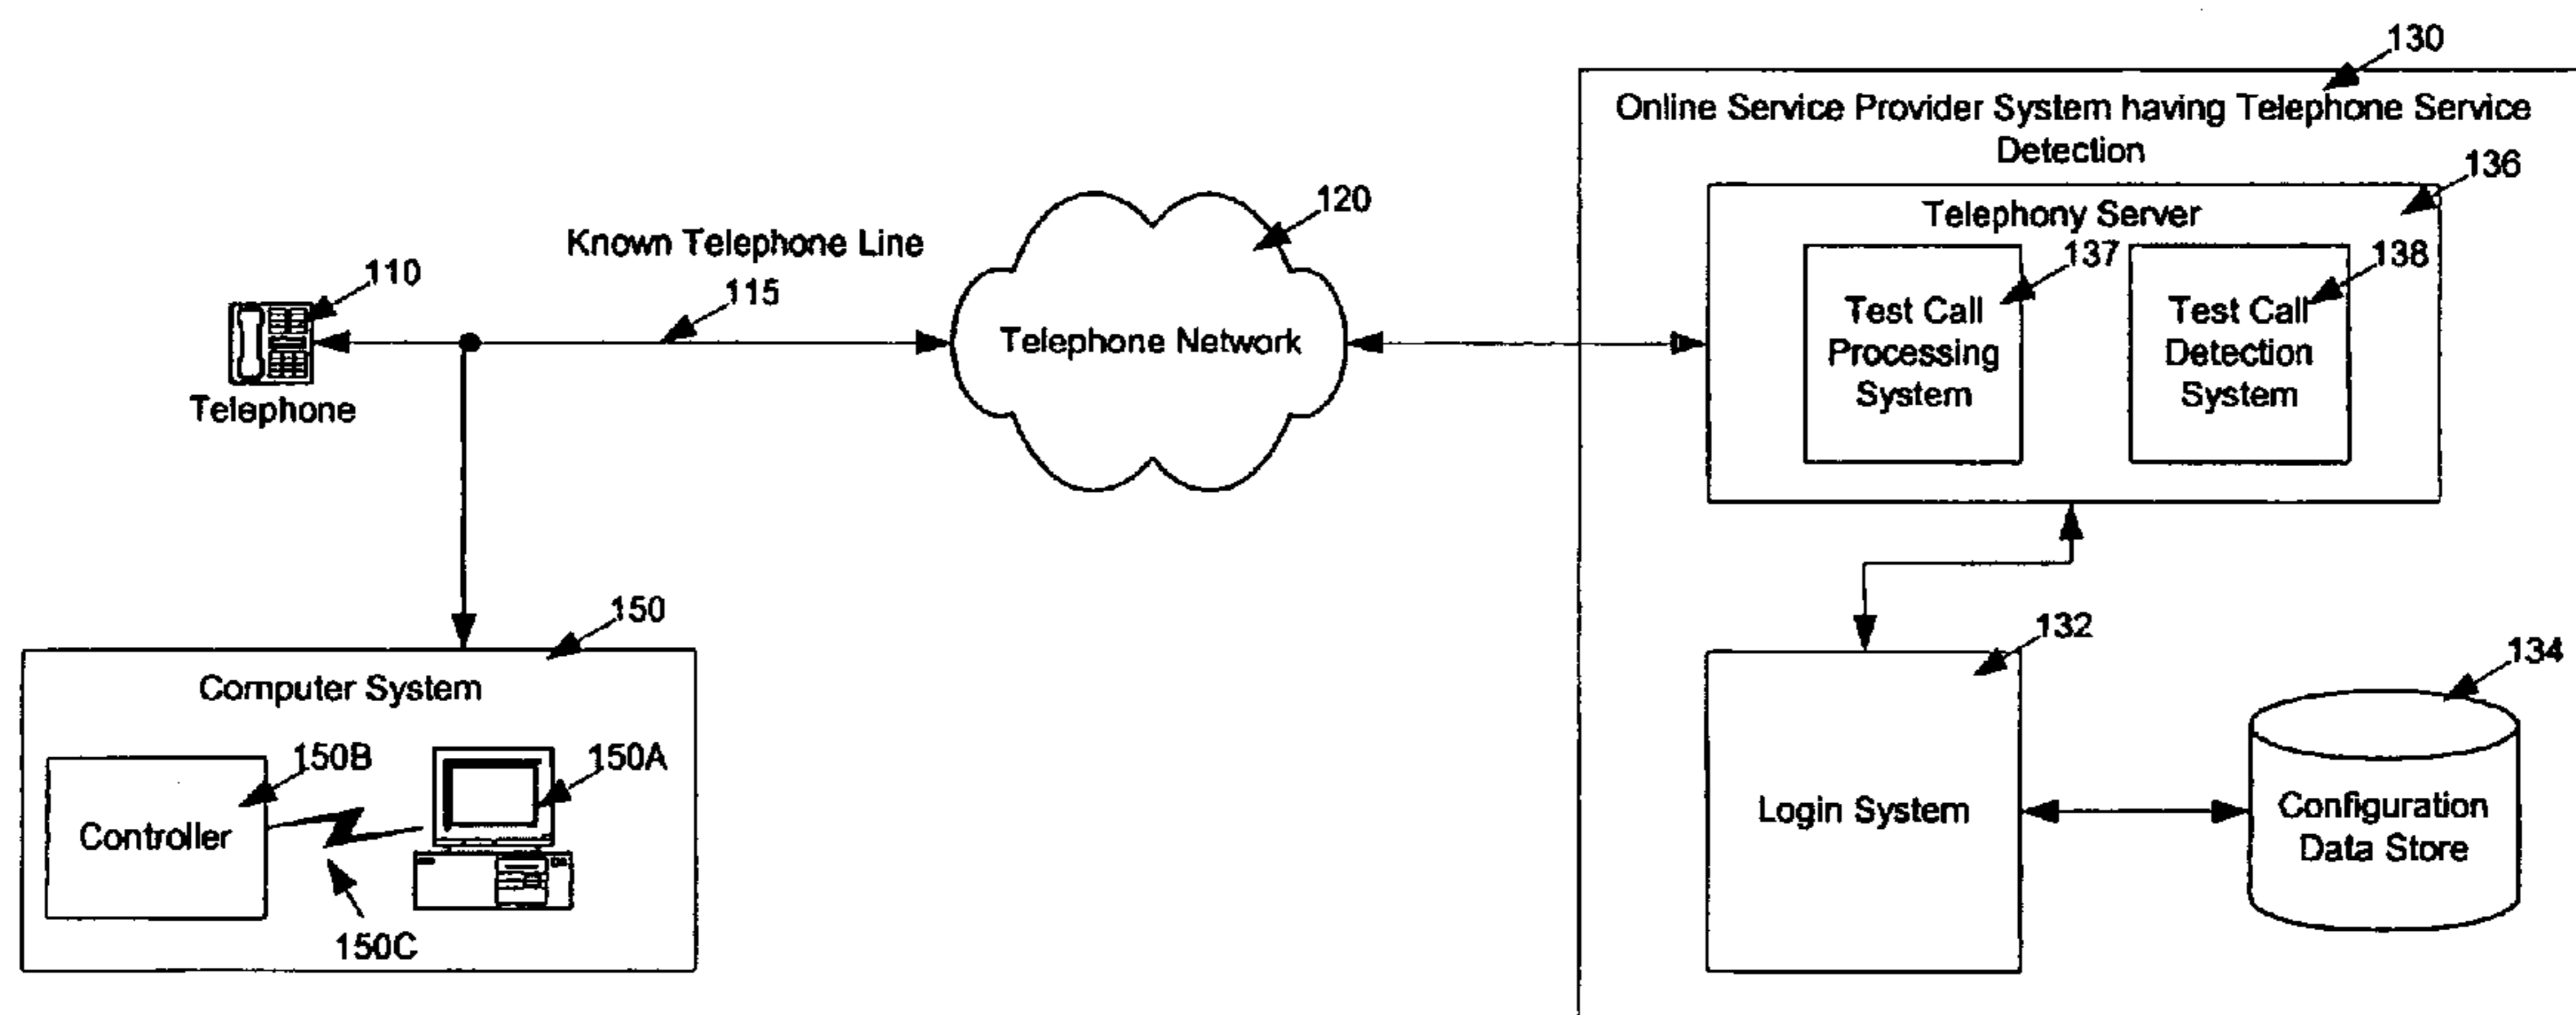 130
Online Service Provider System having Telephone Service
Detection
136
Telephony Server
137
138
Test Call
Processing
System
Test Call
Detection
System
120
Telephone Network
Known Telephone Line
115
110
Telephone
150
Computer System
150B
150A
Controller
150C
132
Login System
134
Configuration
Data Store